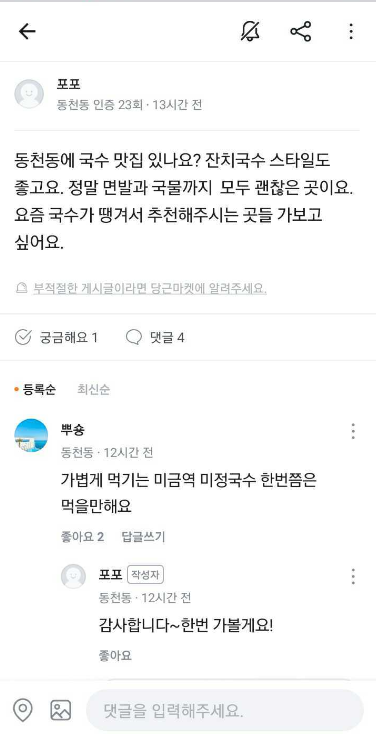 포포
동천동 인증 23회 · 13시간 전
동천동에 국수 맛집 있나요? 잔치국수 스타일도
좋고요. 정말 면발과 국물까지 모두 괜찮은 곳이요.
요즘 국수가 땡겨서 추천해주시는 곳들 가보고
싶어요.
부적절한 게시글이라면 당근마켓에 알려주세요.
궁금해요 1 댓글 4
등록순 최신순
뿌숑
동천동 · 12시간 전
가볍게 먹기는 미금역 미정국수 한번쯤은
먹을만해요
좋아요 2 답글쓰기
포포 작성자
동천동 · 12시간 전
감사합니다~한번 가볼게요!
좋아요
댓글을 입력해주세요.